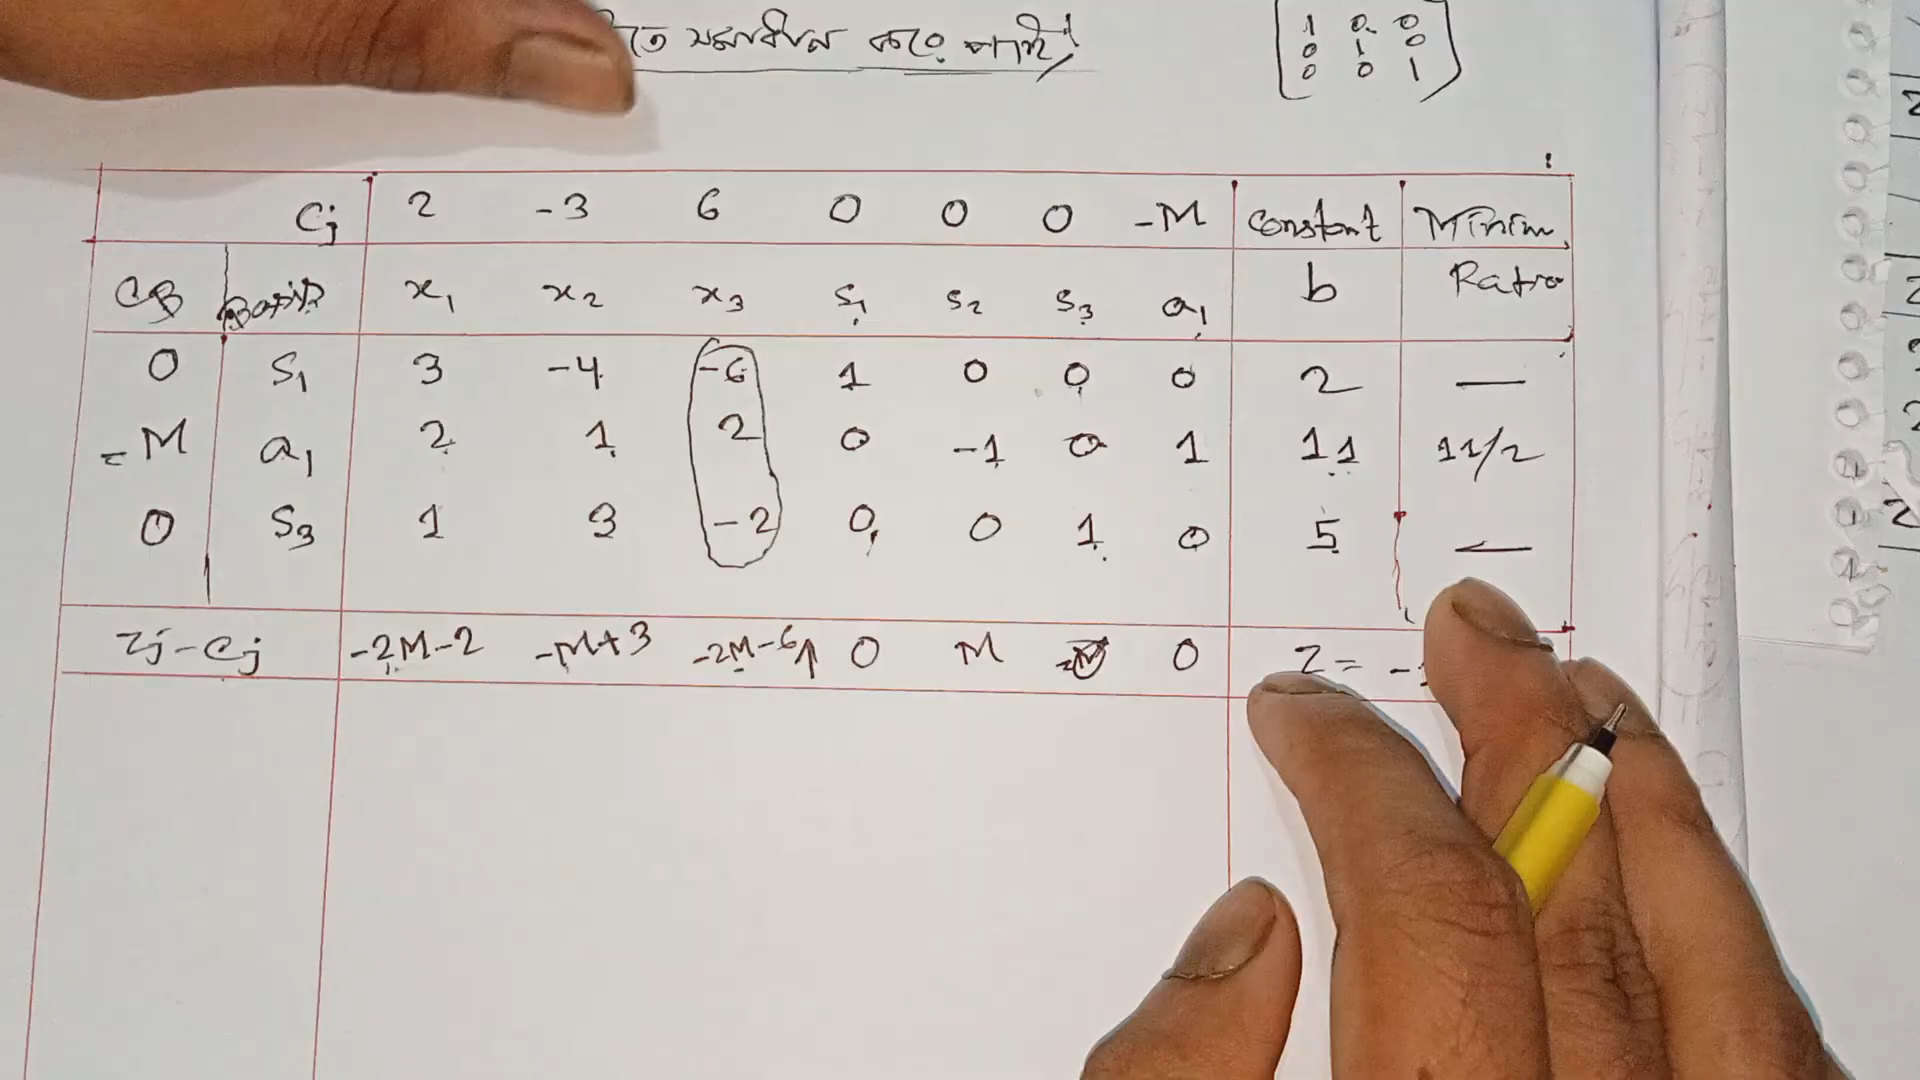 সমাধান করে পাই!
1 0 0
0 1 0
0 0 1
Cj 2 -3 6 0 0 0 -M Constant Minim.
CB Basis x₁ x₂ x₃ S₁ S₂ S₃ a₁ b Ratio
0 S₁ 3 -4 -6 1 0 0 0 2 —
-M a₁ 2 1 2 0 -1 0 1 11 11/2
0 S₃ 1 3 -2 0 0 1 0 5 —
Zj-Cj -2M-2 -M+3 -2M-6↑ 0 M 0 Z = -